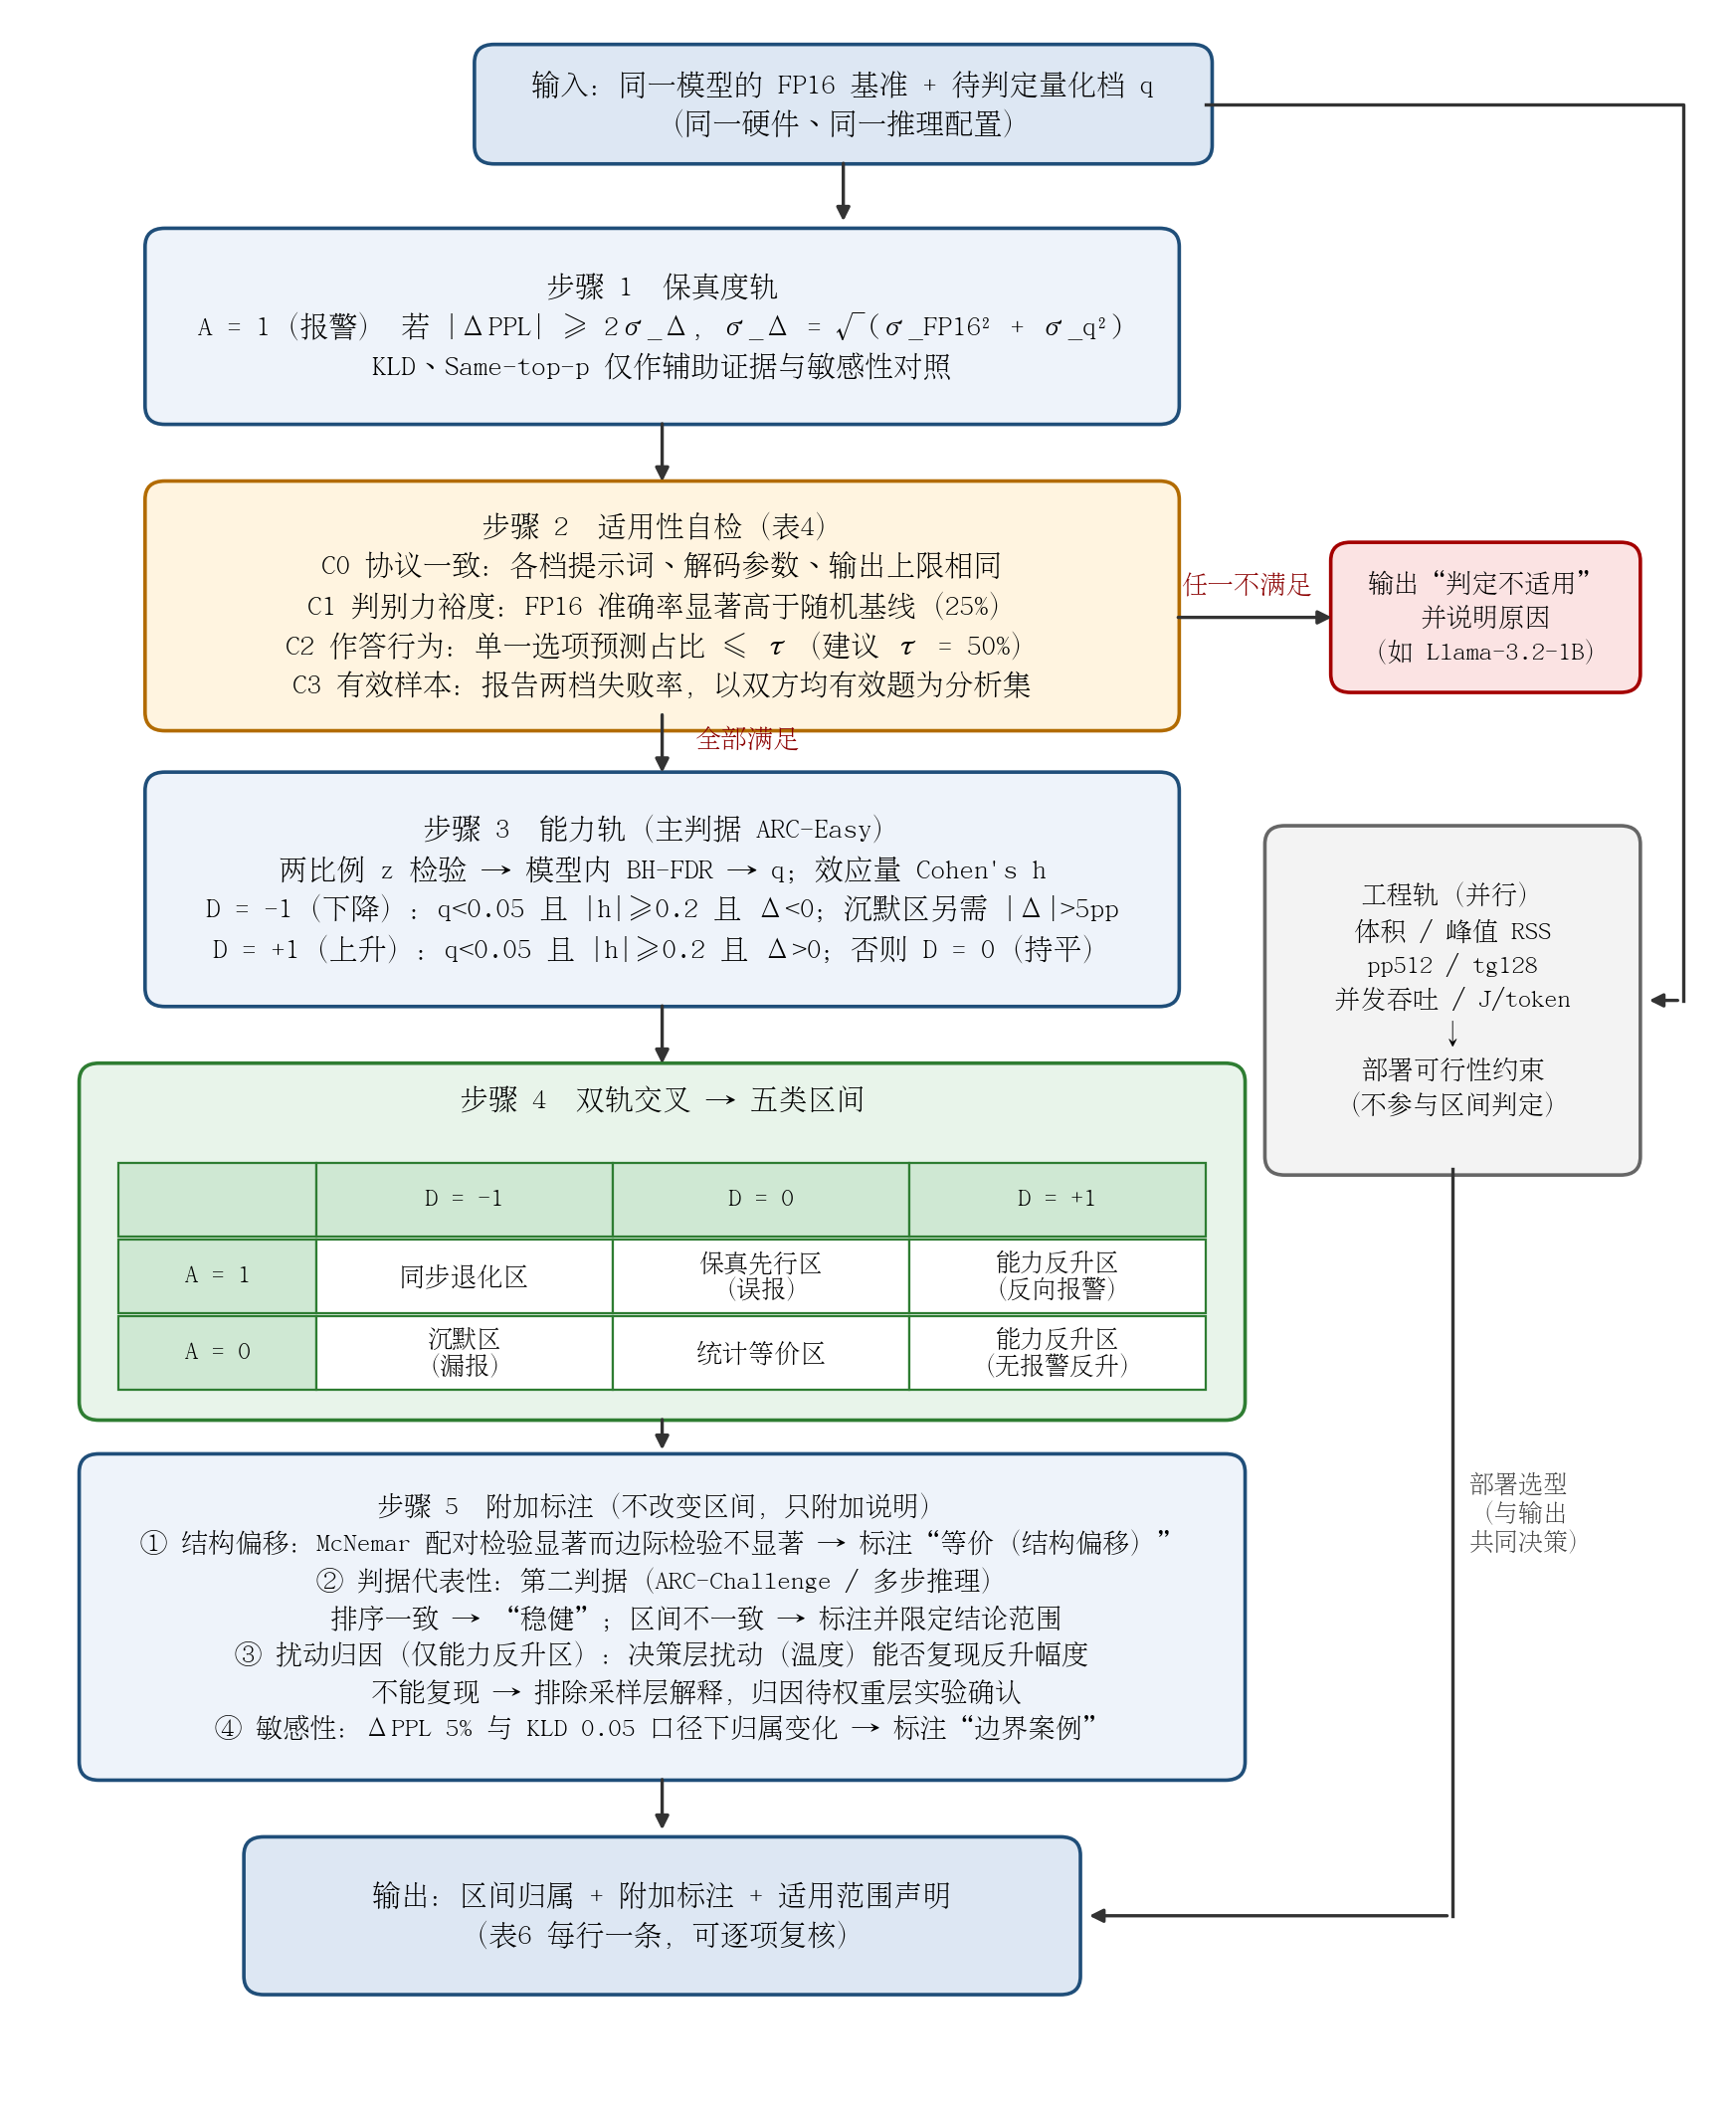 输入: 同一模型的 FP16 基准 + 待判定量化档 q
(同一硬件、同一推理配置)
步骤 1  保真度轨
A = 1 (报警)  若 |ΔPPL| ≥ 2σ_Δ, σ_Δ = √(σ_FP16² + σ_q²)
KLD、Same-top-p 仅作辅助证据与敏感性对照
步骤 2  适用性自检 (表4)
C0 协议一致: 各档提示词、解码参数、输出上限相同
C1 判别力裕度: FP16 准确率显著高于随机基线 (25%)
C2 作答行为: 单一选项预测占比 ≤ τ (建议 τ = 50%)
C3 有效样本: 报告两档失败率, 以双方均有效题为分析集
任一不满足
输出“判定不适用”
并说明原因
(如 Llama-3.2-1B)
全部满足
步骤 3  能力轨 (主判据 ARC-Easy)
两比例 z 检验 → 模型内 BH-FDR → q; 效应量 Cohen's h
D = -1 (下降) : q<0.05 且 |h|≥0.2 且 Δ<0; 沉默区另需 |Δ|>5pp
D = +1 (上升) : q<0.05 且 |h|≥0.2 且 Δ>0; 否则 D = 0 (持平)
工程轨 (并行)
体积 / 峰值 RSS
pp512 / tg128
并发吞吐 / J/token
↓
部署可行性约束
(不参与区间判定)
步骤 4  双轨交叉 → 五类区间
D = -1
D = 0
D = +1
A = 1
同步退化区
保真先行区
(误报)
能力反升区
(反向报警)
A = 0
沉默区
(漏报)
统计等价区
能力反升区
(无报警反升)
步骤 5  附加标注 (不改变区间, 只附加说明)
① 结构偏移: McNemar 配对检验显著而边际检验不显著 → 标注“等价 (结构偏移) ”
② 判据代表性: 第二判据 (ARC-Challenge / 多步推理)
排序一致 → “稳健”; 区间不一致 → 标注并限定结论范围
③ 扰动归因 (仅能力反升区) : 决策层扰动 (温度) 能否复现反升幅度
不能复现 → 排除采样层解释, 归因待权重层实验确认
④ 敏感性: ΔPPL 5% 与 KLD 0.05 口径下归属变化 → 标注“边界案例”
部署选型
(与输出
共同决策)
输出: 区间归属 + 附加标注 + 适用范围声明
(表6 每行一条, 可逐项复核)